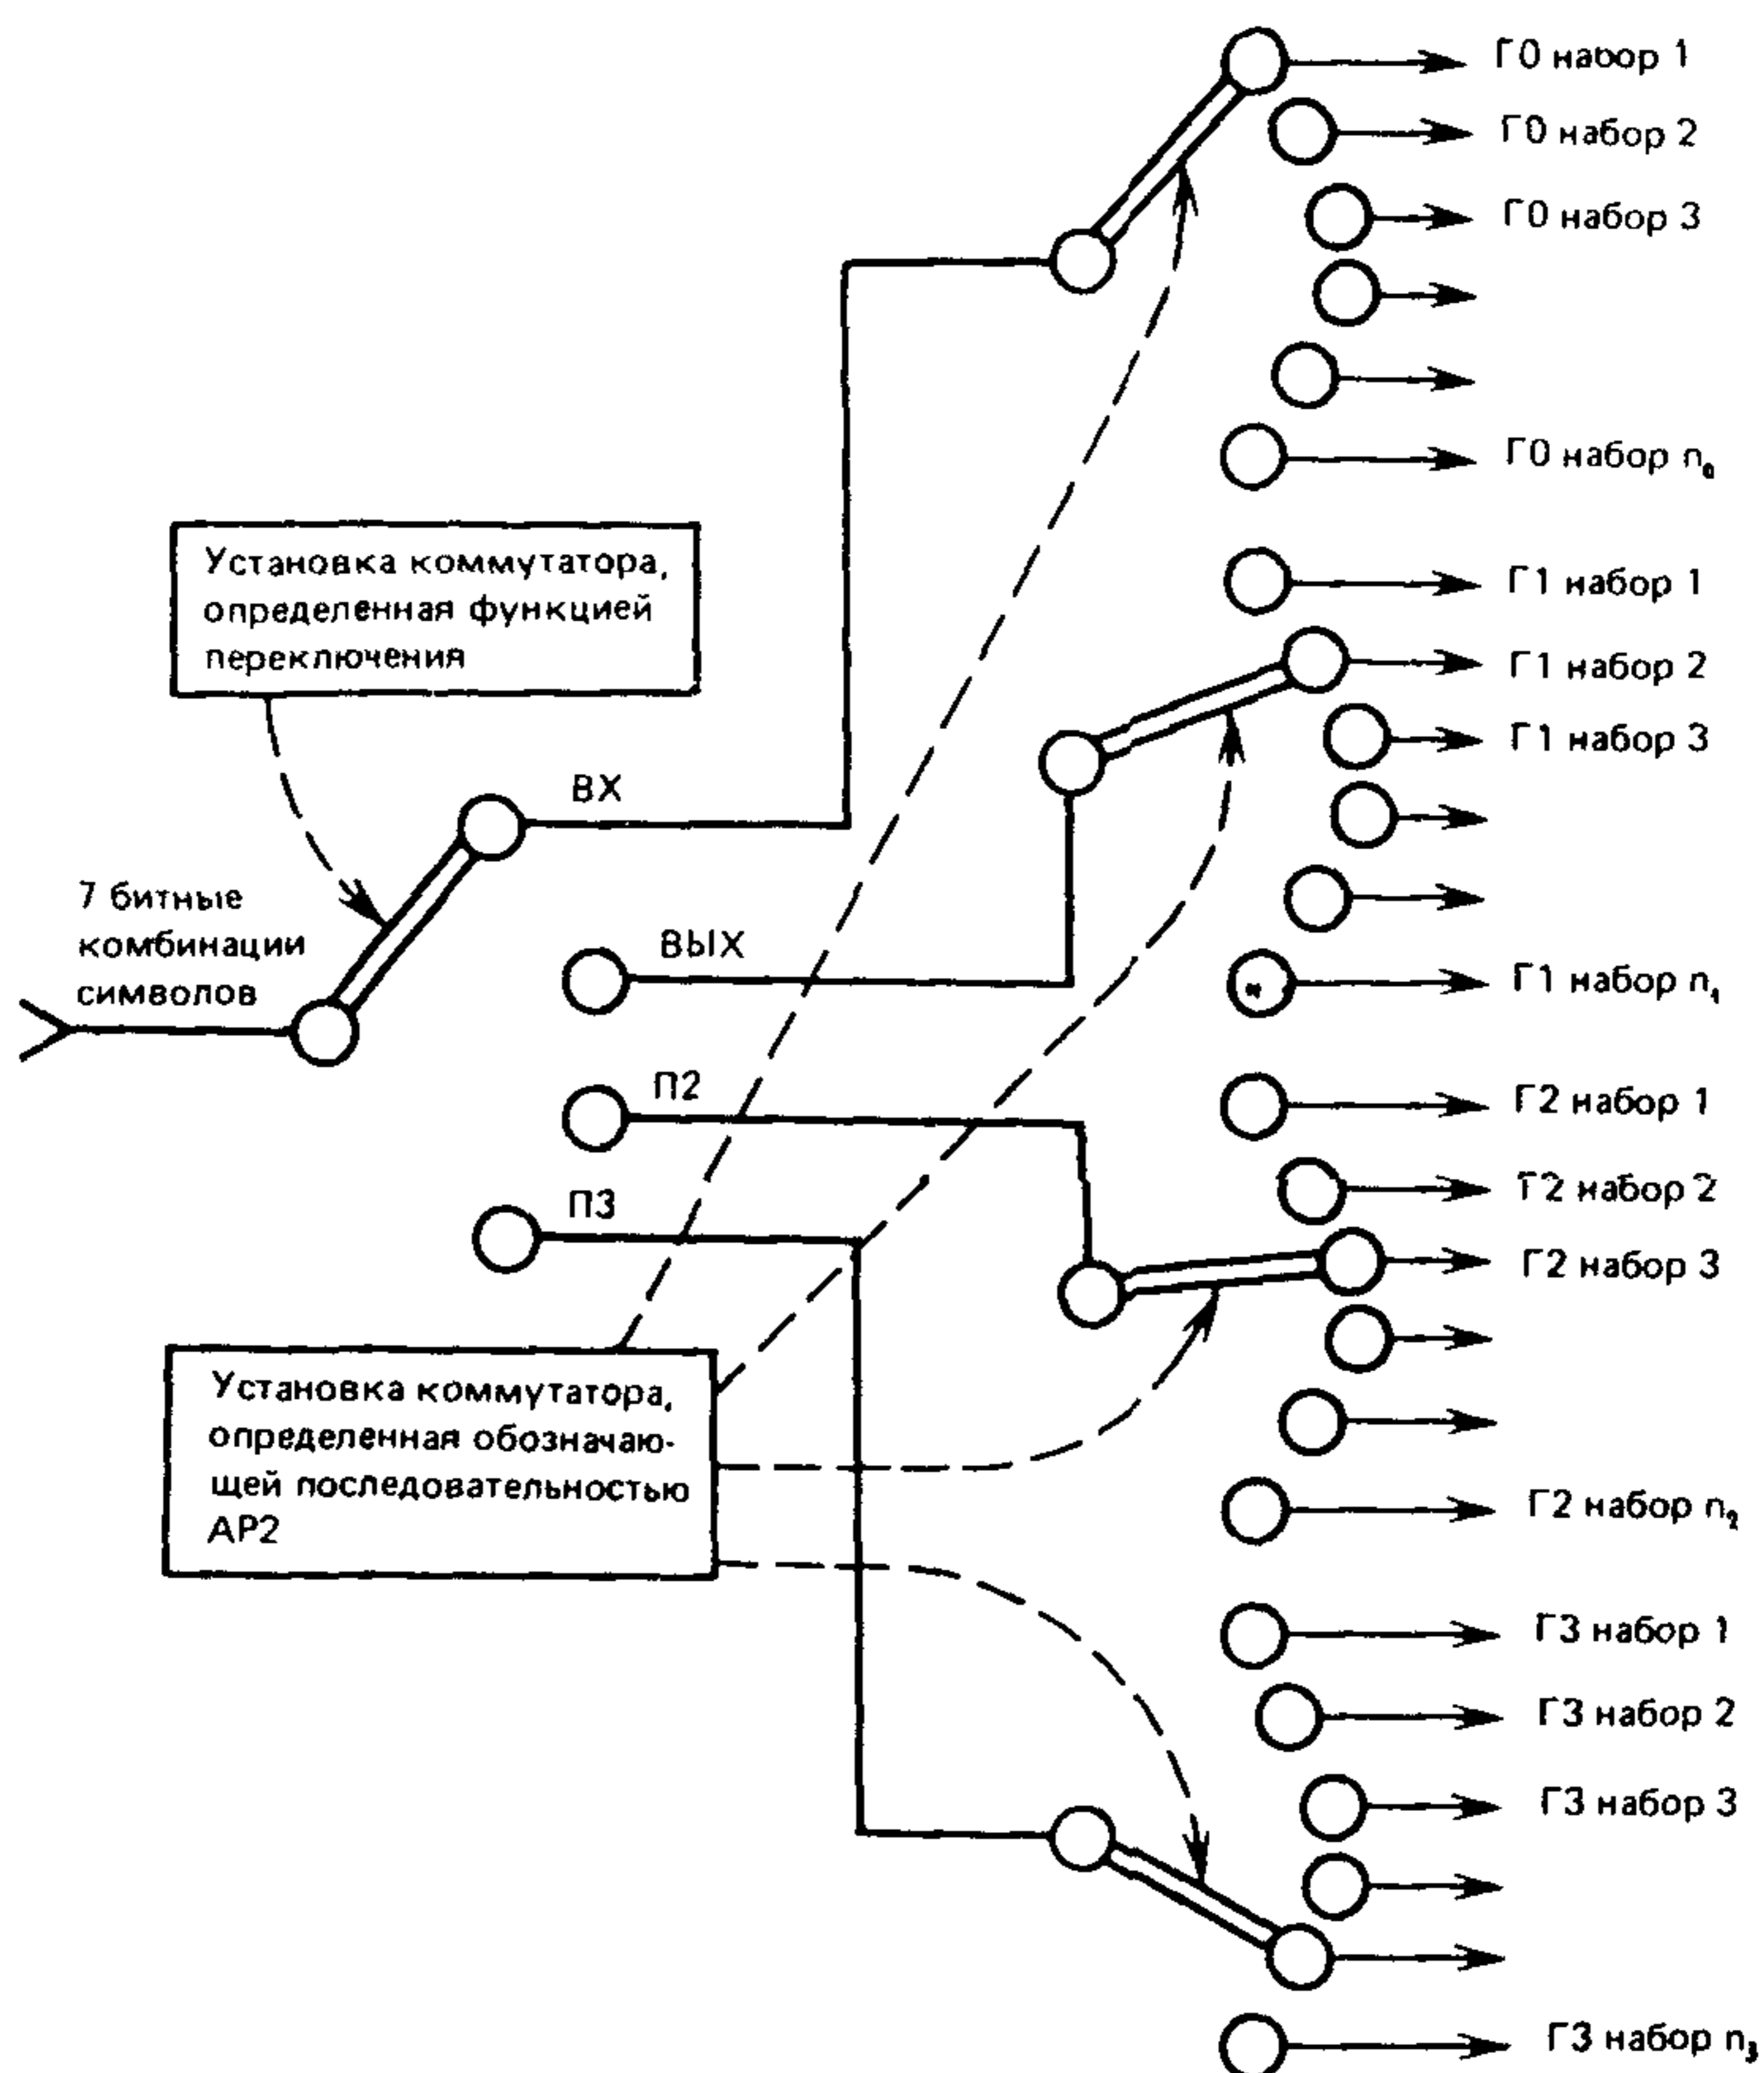 Г0 набор 1
Г0 набор 2
Г0 набор 3
Г0 набор n₀
Установка коммутатора,
определенная функцией
переключения
Г1 набор 1
Г1 набор 2
Г1 набор 3
ВХ
7 битные
комбинации
символов
ВЫХ
Г1 набор n₁
П2
Г2 набор 1
Г2 набор 2
П3
Г2 набор 3
Установка коммутатора,
определенная обозначаю-
щей последовательностью
АР2
Г2 набор n₂
Г3 набор 1
Г3 набор 2
Г3 набор 3
Г3 набор n₃